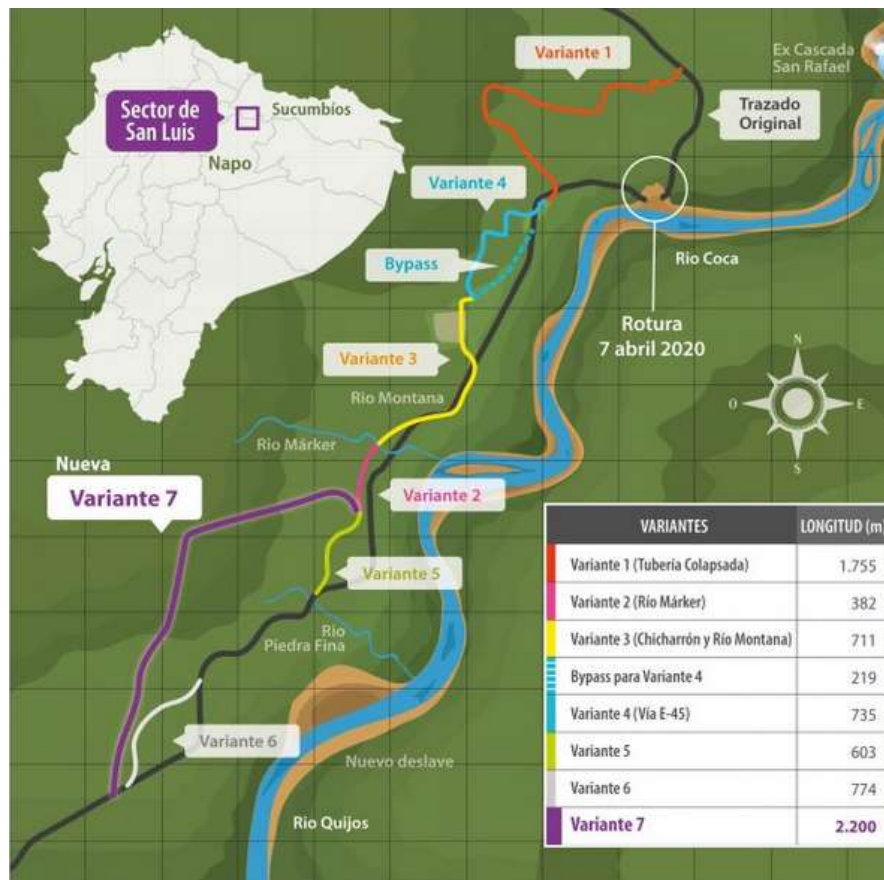 Variante 1
Ex Cascada
San Rafael
Sector de
San Luis
Sucumbíos
Napo
Trazado
Original
Variante 4
Bypass
Río Coca
Rotura
7 abril 2020
Variante 3
Río Montana
Río Márker
N
O
E
S
Nueva
Variante 7
Variante 2
Variante 5
Río
Piedra Fina
Variante 6
Nuevo deslave
Río Quijos
VARIANTES LONGITUD (m)
Variante 1 (Tubería Colapsada) 1.755
Variante 2 (Río Márker) 382
Variante 3 (Chicharrón y Río Montana) 711
Bypass para Variante 4 219
Variante 4 (Vía E-45) 735
Variante 5 603
Variante 6 774
Variante 7 2.200